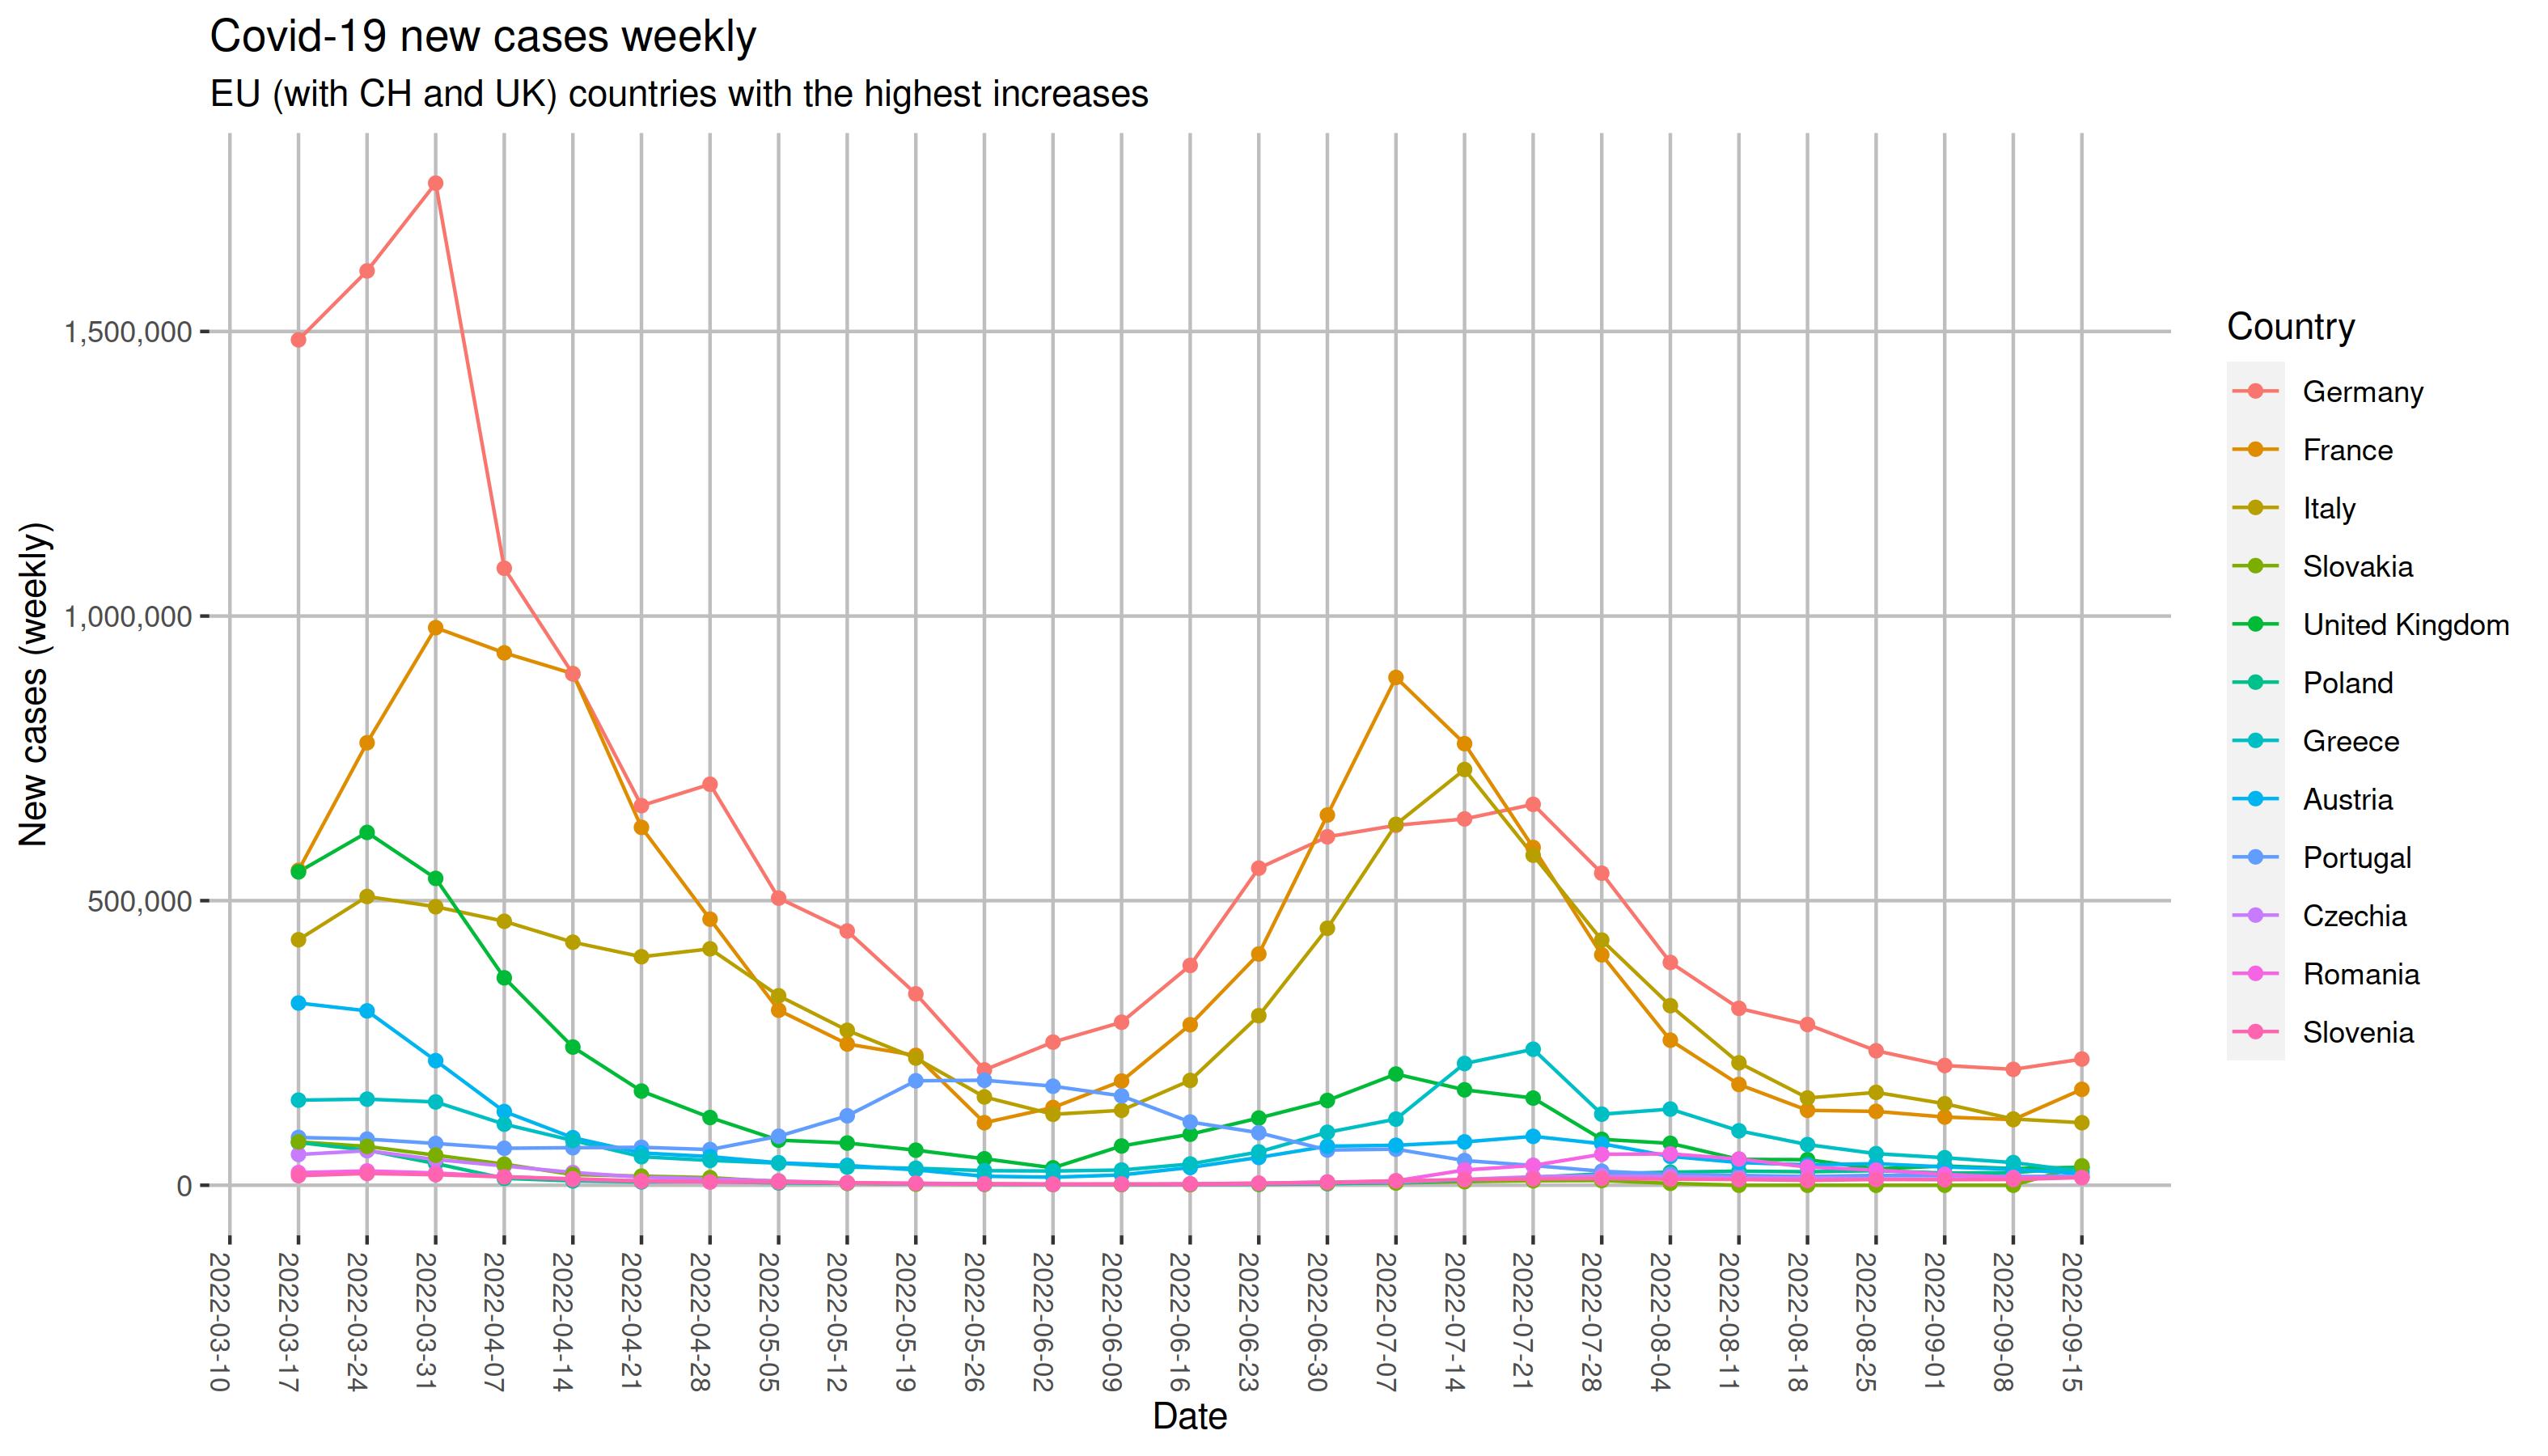 Covid-19 new cases weekly
EU (with CH and UK) countries with the highest increases
New cases (weekly)
1,500,000
1,000,000
500,000
0
2022-03-10
2022-03-17
2022-03-24
2022-03-31
2022-04-07
2022-04-14
2022-04-21
2022-04-28
2022-05-05
2022-05-12
2022-05-19
2022-05-26
2022-06-02
2022-06-09
2022-06-16
2022-06-23
2022-06-30
2022-07-07
2022-07-14
2022-07-21
2022-07-28
2022-08-04
2022-08-11
2022-08-18
2022-08-25
2022-09-01
2022-09-08
2022-09-15
Date
Country
Germany
France
Italy
Slovakia
United Kingdom
Poland
Greece
Austria
Portugal
Czechia
Romania
Slovenia